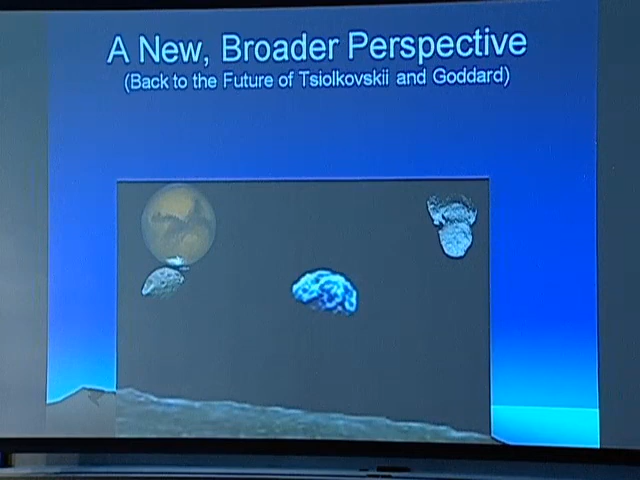 A New, Broader Perspective
(Back to the Future of Tsiolkovskii and Goddard)